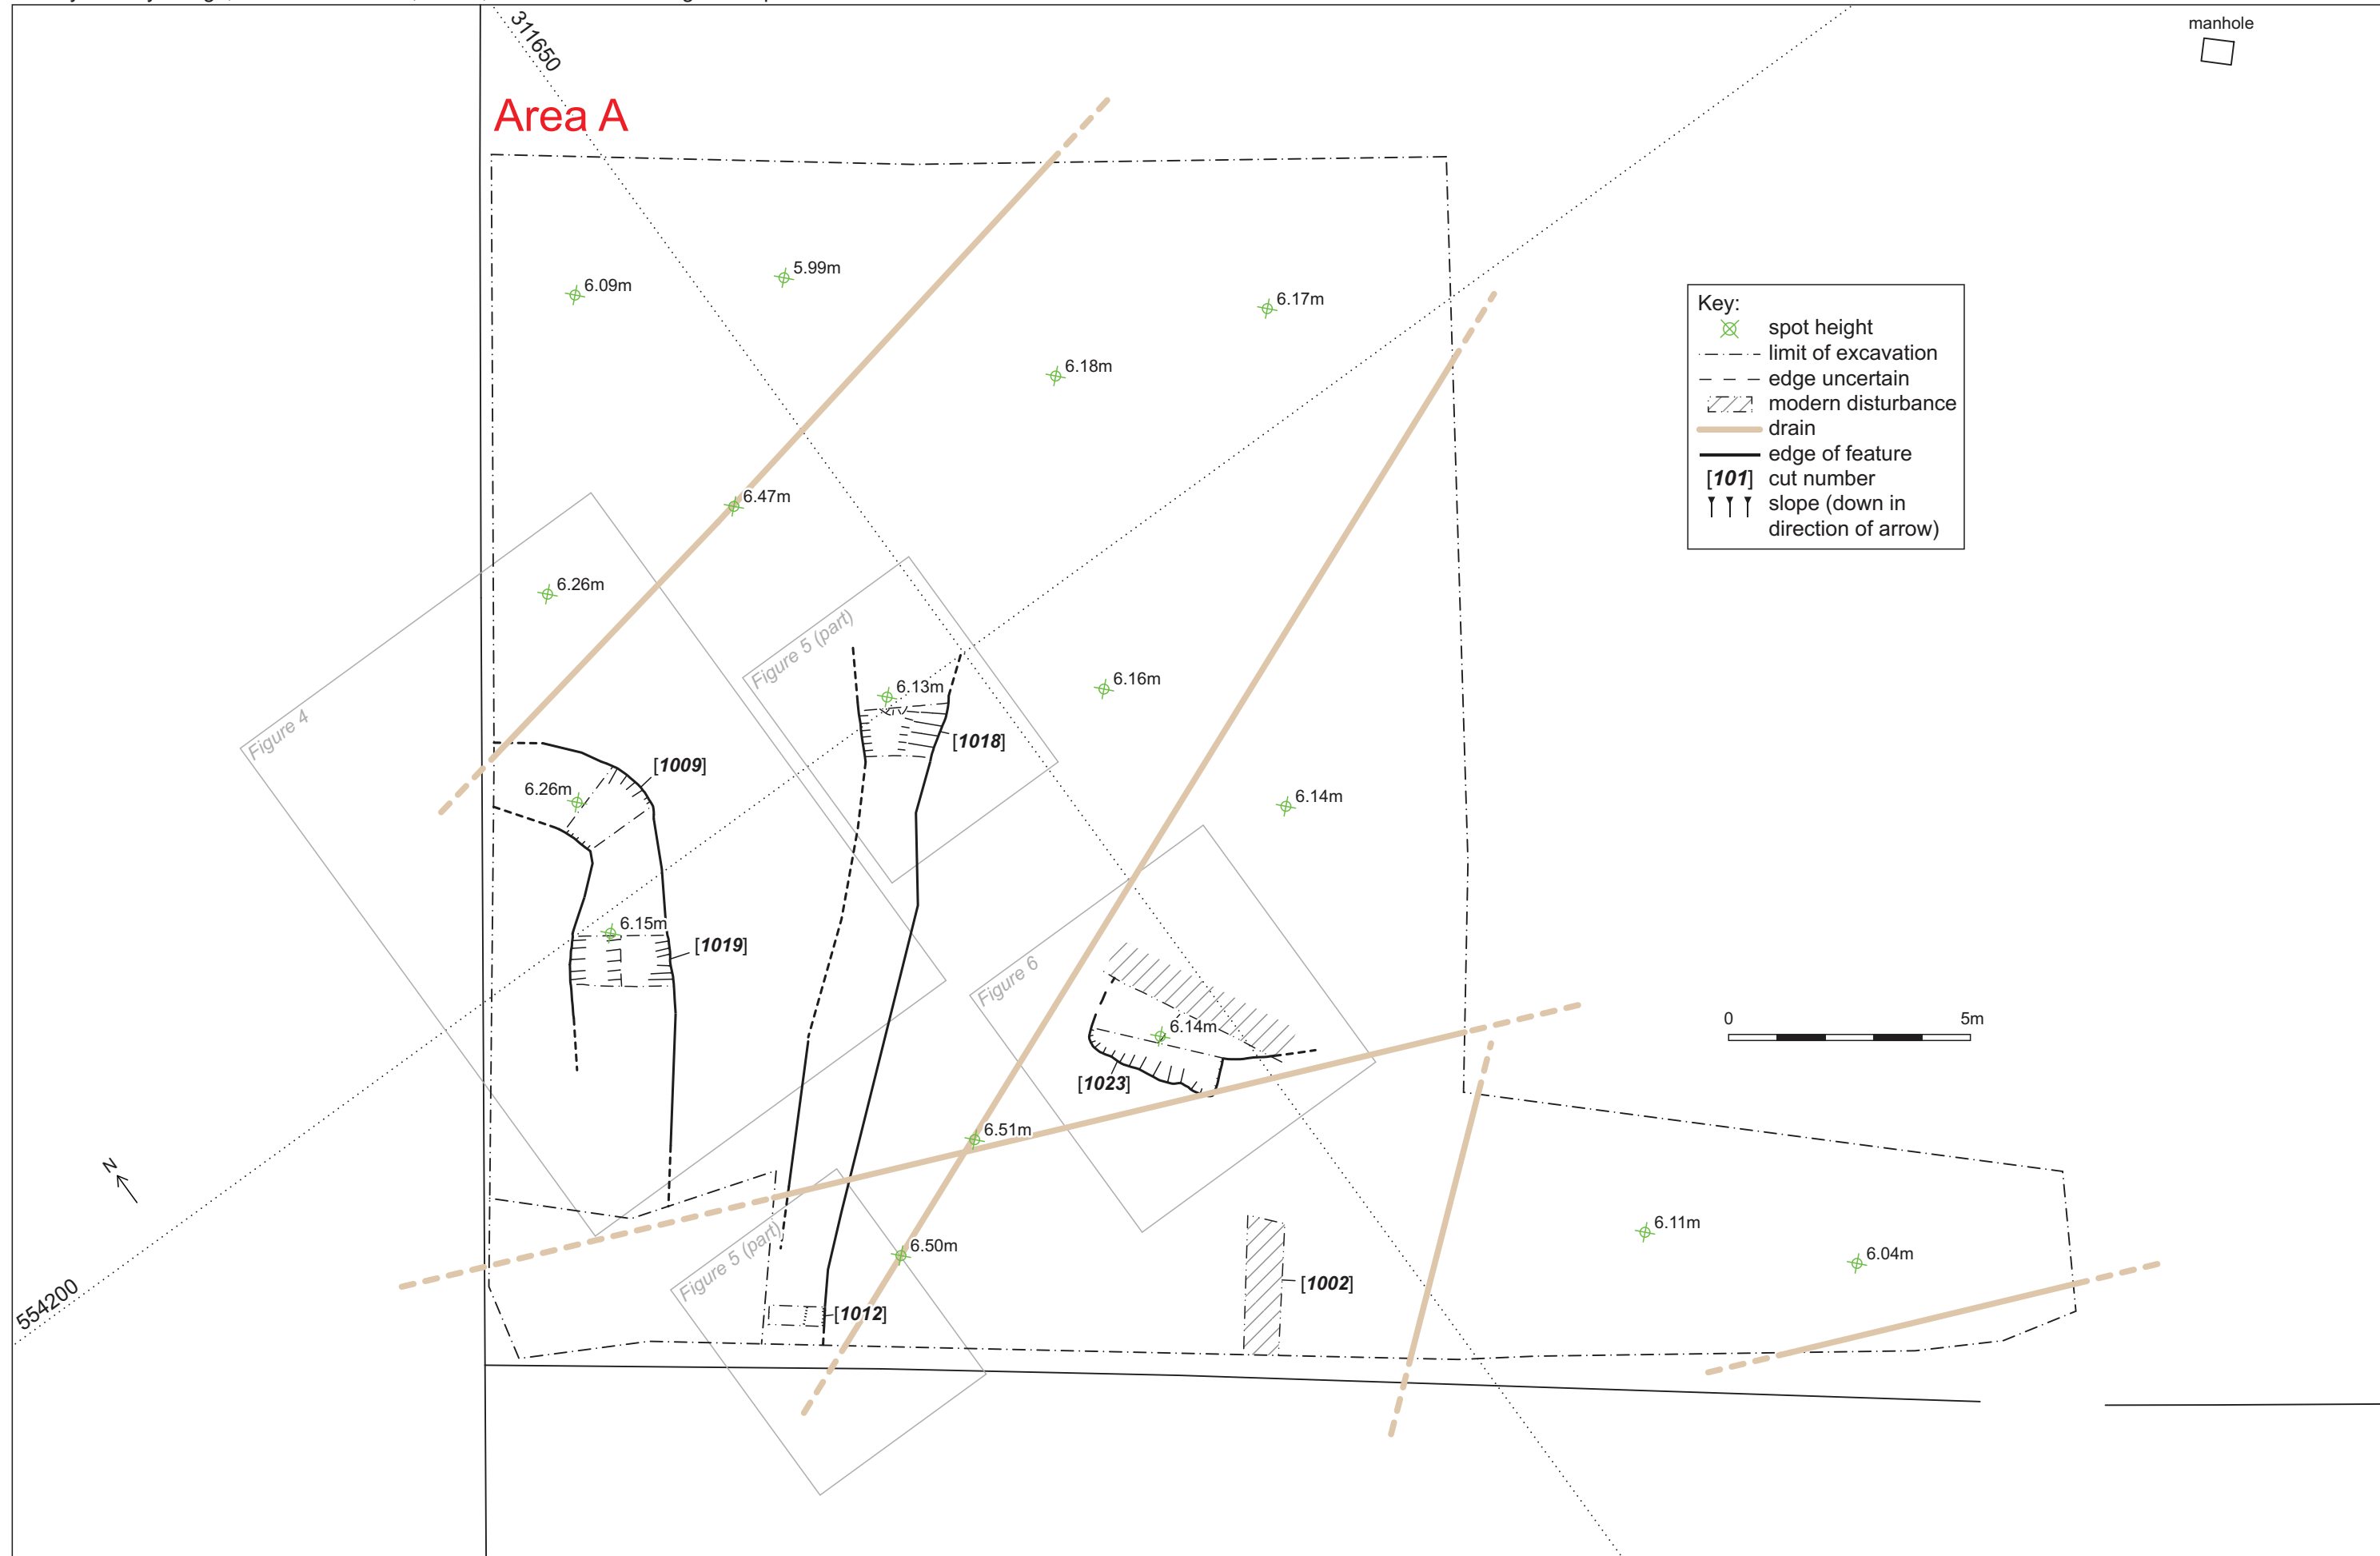 manhole
311650
Area A
5.99m
6.09m
6.17m
Key:
spot height
limit of excavation
edge uncertain
modern disturbance
drain
edge of feature
[101] cut number
slope (down in
direction of arrow)
6.18m
6.47m
6.26m
Figure 5 (part)
6.13m
6.16m
[1018]
Figure 4
[1009]
6.26m
6.14m
6.15m
[1019]
Figure 6
0 5m
6.14m
[1023]
6.51m
N
6.11m
6.50m
6.04m
Figure 5 (part)
[1002]
554200
[1012]